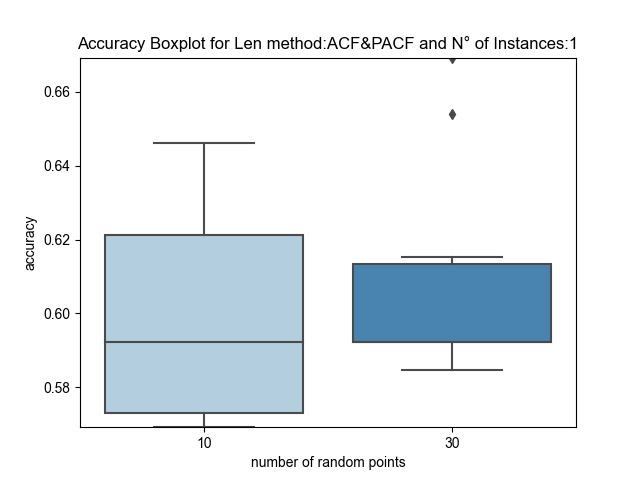 Accuracy Boxplot for Len method:ACF&PACF and N° of Instances:1
0.66
0.64
0.62
0.60
0.58
accuracy
10 30
number of random points